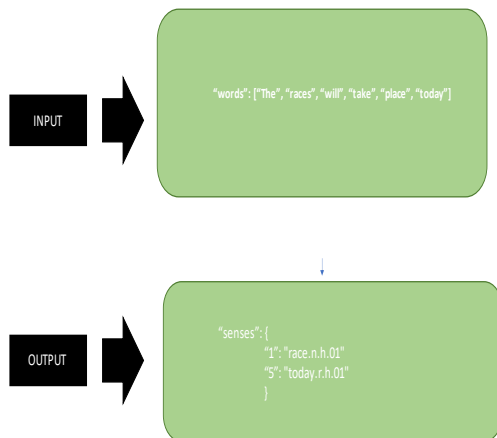 INPUT
“words”: [“The”, “races”, “will”, “take”, “place”, “today”]
OUTPUT
“senses”: {
“1”: "race.n.h.01"
“5”: "today.r.h.01"
}